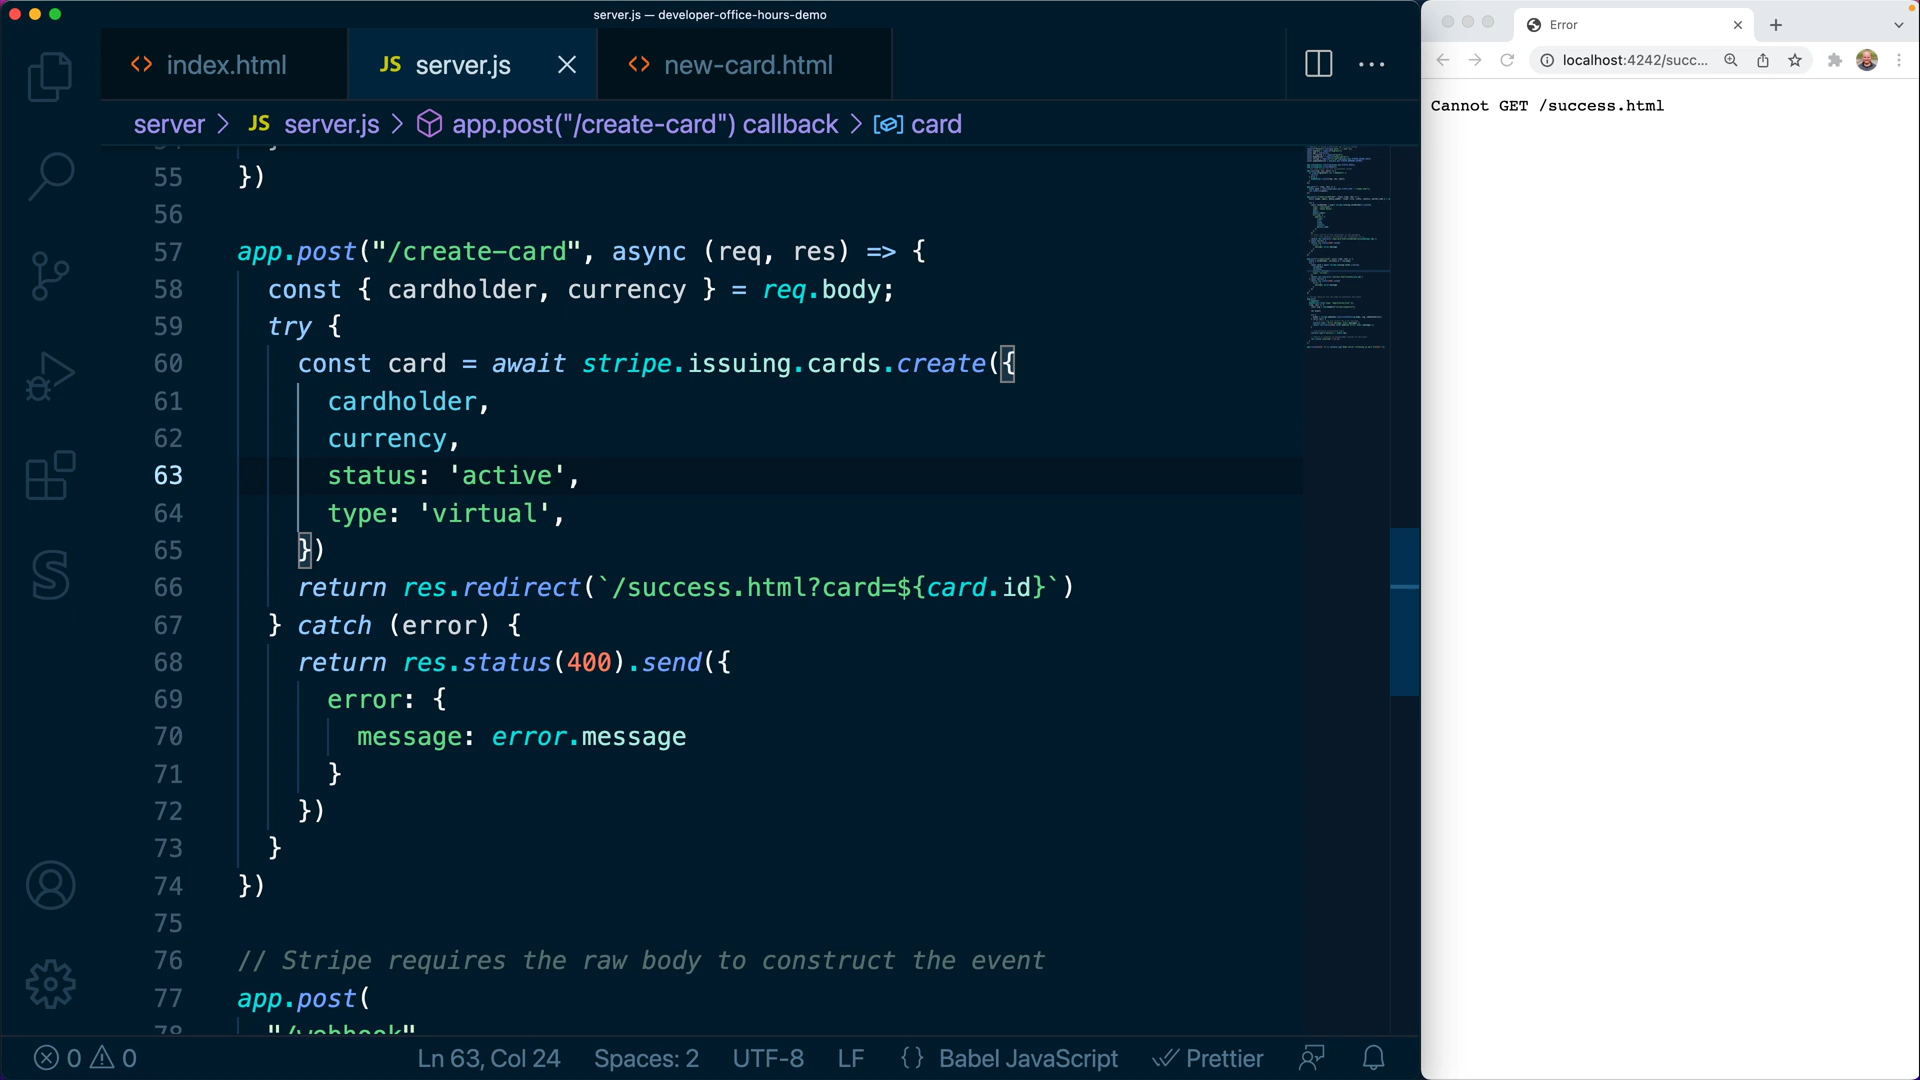 server.js — developer-office-hours-demo
<> index.html
JS server.js
<> new-card.html
server > JS server.js > app.post("/create-card") callback > card
55 })
56
57 app.post("/create-card", async (req, res) => {
58 const { cardholder, currency } = req.body;
59 try {
60 const card = await stripe.issuing.cards.create({
61 cardholder,
62 currency,
63 status: 'active',
64 type: 'virtual',
65 })
66 return res.redirect(`/success.html?card=${card.id}`)
67 } catch (error) {
68 return res.status(400).send({
69 error: {
70 message: error.message
71 }
72 })
73 }
74 })
75
76 // Stripe requires the raw body to construct the event
77 app.post(
78 "/webhook"
0 0
Ln 63, Col 24
Spaces: 2
UTF-8
LF
{} Babel JavaScript
Prettier
Error
localhost:4242/succ...
Cannot GET /success.html